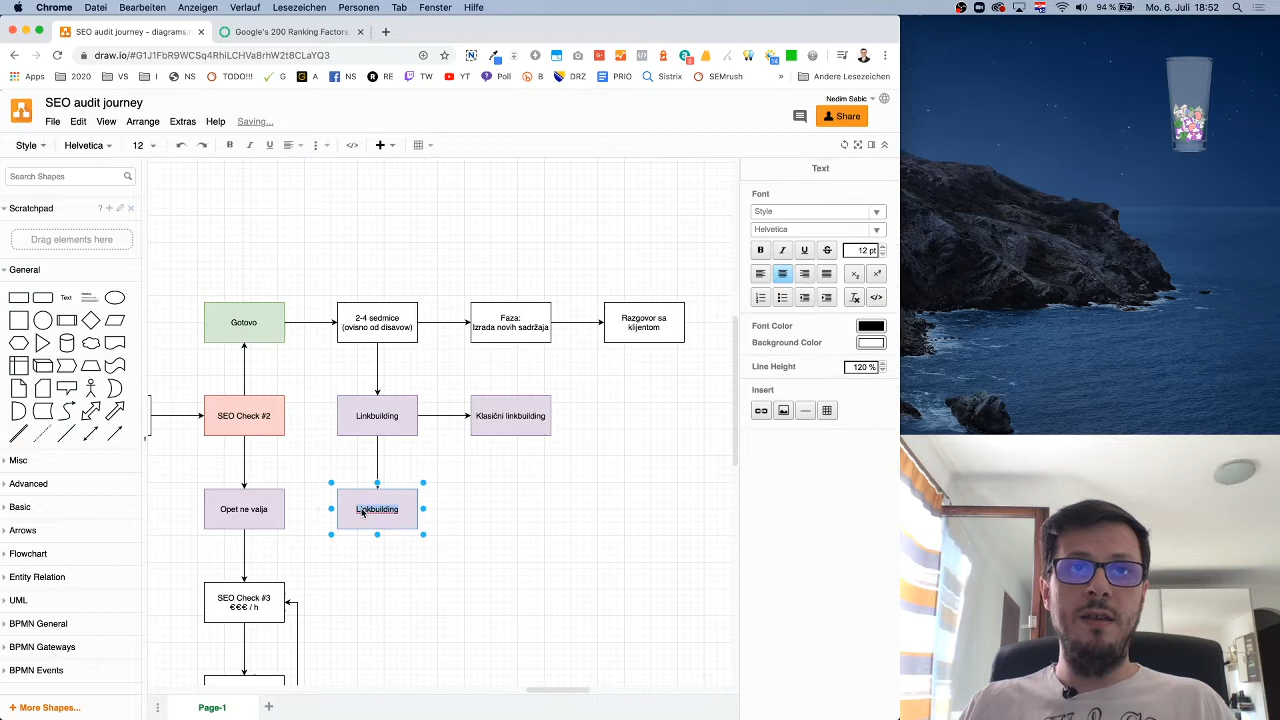 Chrome Datei Bearbeiten Anzeigen Verlauf Lesezeichen Personen Tab Fenster Hilfe
94 % Mo. 6. Juli 18:52
SEO audit journey - diagrams.n
Google's 200 Ranking Factors:
draw.io/#G1J1FbR9WCSq4RhiLCHVa8rhW2t8CLaYQ3
Apps 2020 VS NS TODO!!! G A NS RE TW YT Poll B DRZ PRIO Sistrix SEMrush » Andere Lesezeichen
SEO audit journey
Nedim Sabic
File Edit View Arrange Extras Help Saving...
Share
Style Helvetica 12 B I U
Search Shapes
Scratchpad
Drag elements here
General
Text
Misc
Advanced
Basic
Arrows
Flowchart
Entity Relation
UML
BPMN General
BPMN Gateways
BPMN Events
+ More Shapes...
Gotovo
2-4 sedmice
(ovisno od disavow)
Faza:
Izrada novih sadržaja
Razgovor sa
klijentom
SEO Check #2
Linkbuilding
Klasični linkbuilding
Opet ne valja
Linkbuilding
SEO Check #3
€€€ / h
Page-1
Text
Font
Style
Helvetica
B I U S 12 pt
Font Color
Background Color
Line Height 120 %
Insert